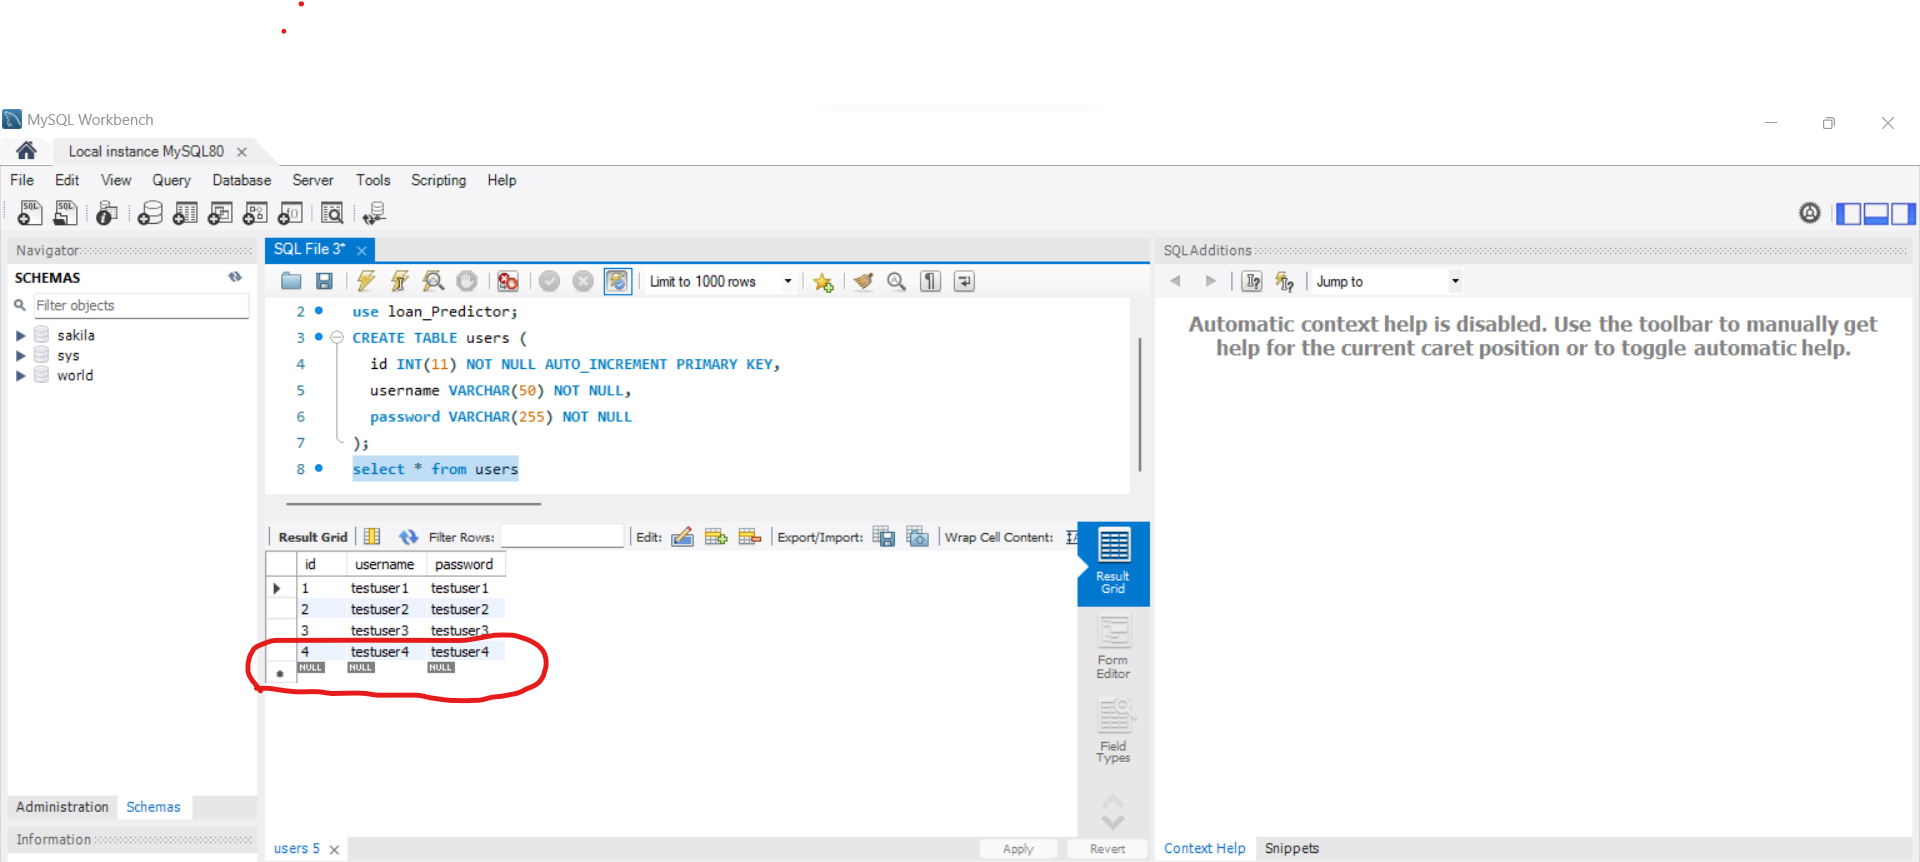 MySQL Workbench
Local instance MySQL80
File Edit View Query Database Server Tools Scripting Help
Navigator
SCHEMAS
Filter objects
sakila
sys
world
Administration Schemas
Information
SQL File 3*
Limit to 1000 rows
2 use loan_Predictor;
3 CREATE TABLE users (
4 id INT(11) NOT NULL AUTO_INCREMENT PRIMARY KEY,
5 username VARCHAR(50) NOT NULL,
6 password VARCHAR(255) NOT NULL
7 );
8 select * from users
Result Grid Filter Rows: Edit: Export/Import: Wrap Cell Content:
id username password
1 testuser1 testuser1
2 testuser2 testuser2
3 testuser3 testuser3
4 testuser4 testuser4
NULL NULL NULL
Result
Grid
Form
Editor
Field
Types
users 5
Apply Revert
SQLAdditions
Jump to
Automatic context help is disabled. Use the toolbar to manually get
help for the current caret position or to toggle automatic help.
Context Help Snippets